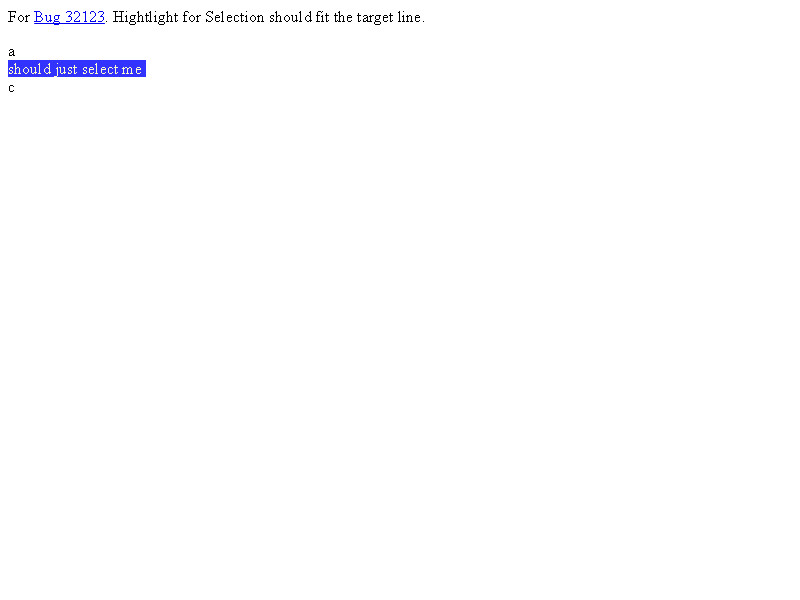 For Bug 32123. Hightlight for Selection should fit the target line.
a
should just select me
c